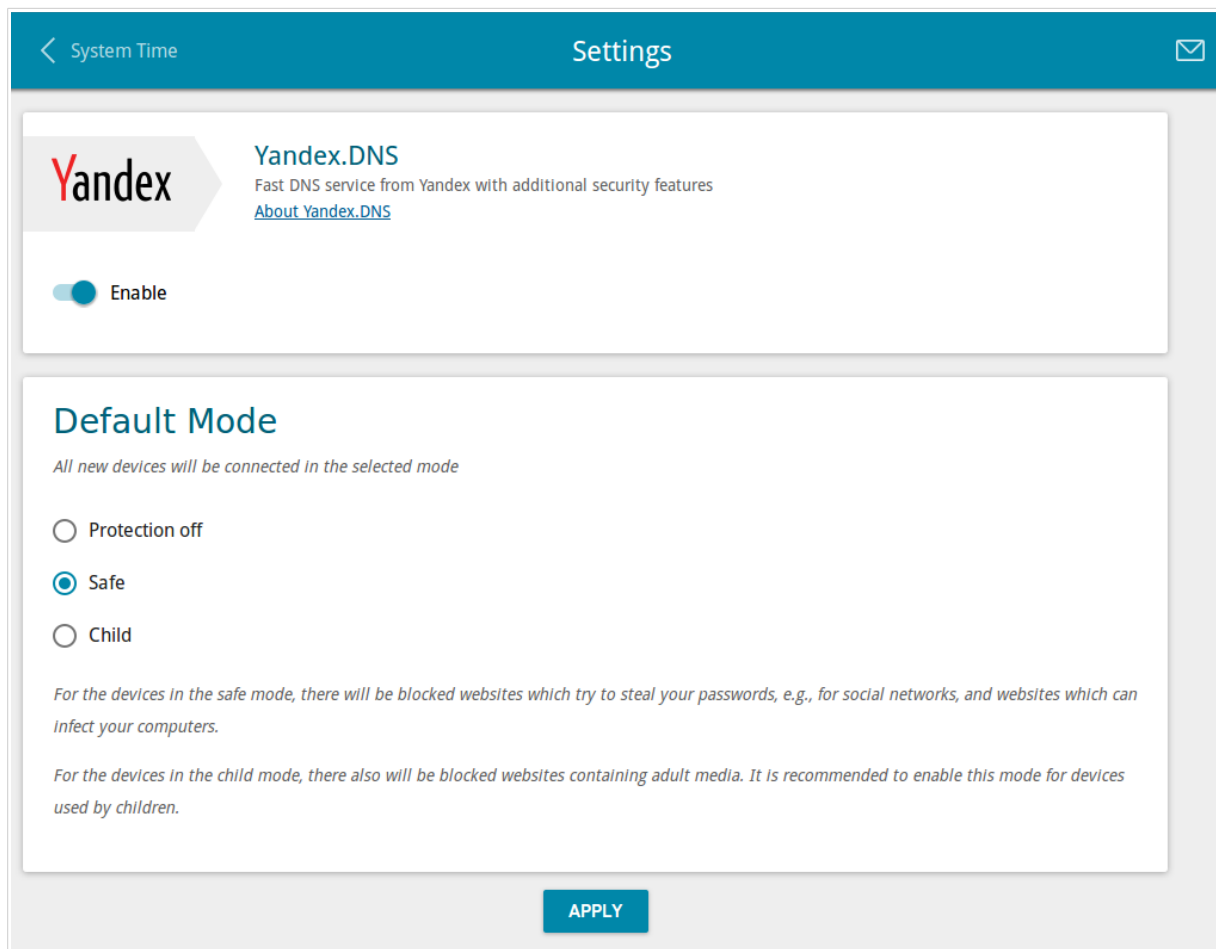 System Time
Settings
Yandex
Yandex.DNS
Fast DNS service from Yandex with additional security features
About Yandex.DNS
Enable
Default Mode
All new devices will be connected in the selected mode
Protection off
Safe
Child
For the devices in the safe mode, there will be blocked websites which try to steal your passwords, e.g., for social networks, and websites which can
infect your computers.
For the devices in the child mode, there also will be blocked websites containing adult media. It is recommended to enable this mode for devices
used by children.
APPLY